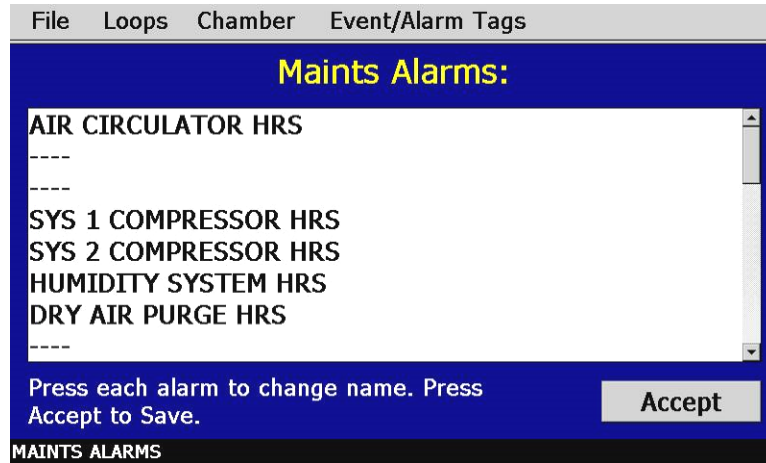 File Loops Chamber Event/Alarm Tags
Maints Alarms:
AIR CIRCULATOR HRS
----
----
SYS 1 COMPRESSOR HRS
SYS 2 COMPRESSOR HRS
HUMIDITY SYSTEM HRS
DRY AIR PURGE HRS
----
Press each alarm to change name. Press
Accept to Save.
Accept
MAINTS ALARMS